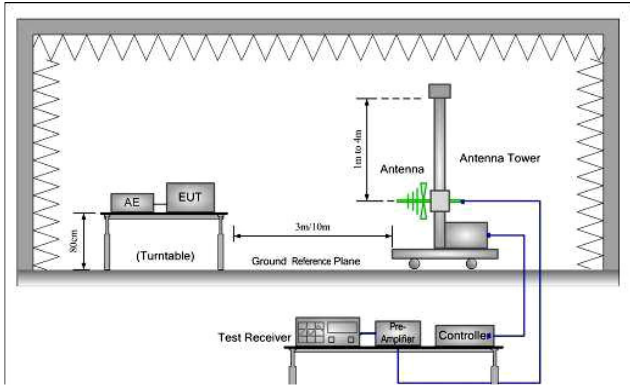 1m to 4m
Antenna
Antenna Tower
AE
EUT
80cm
3m/10m
(Turntable)
Ground Reference Plane
Test Receiver
Pre-
Amplifier
Controller